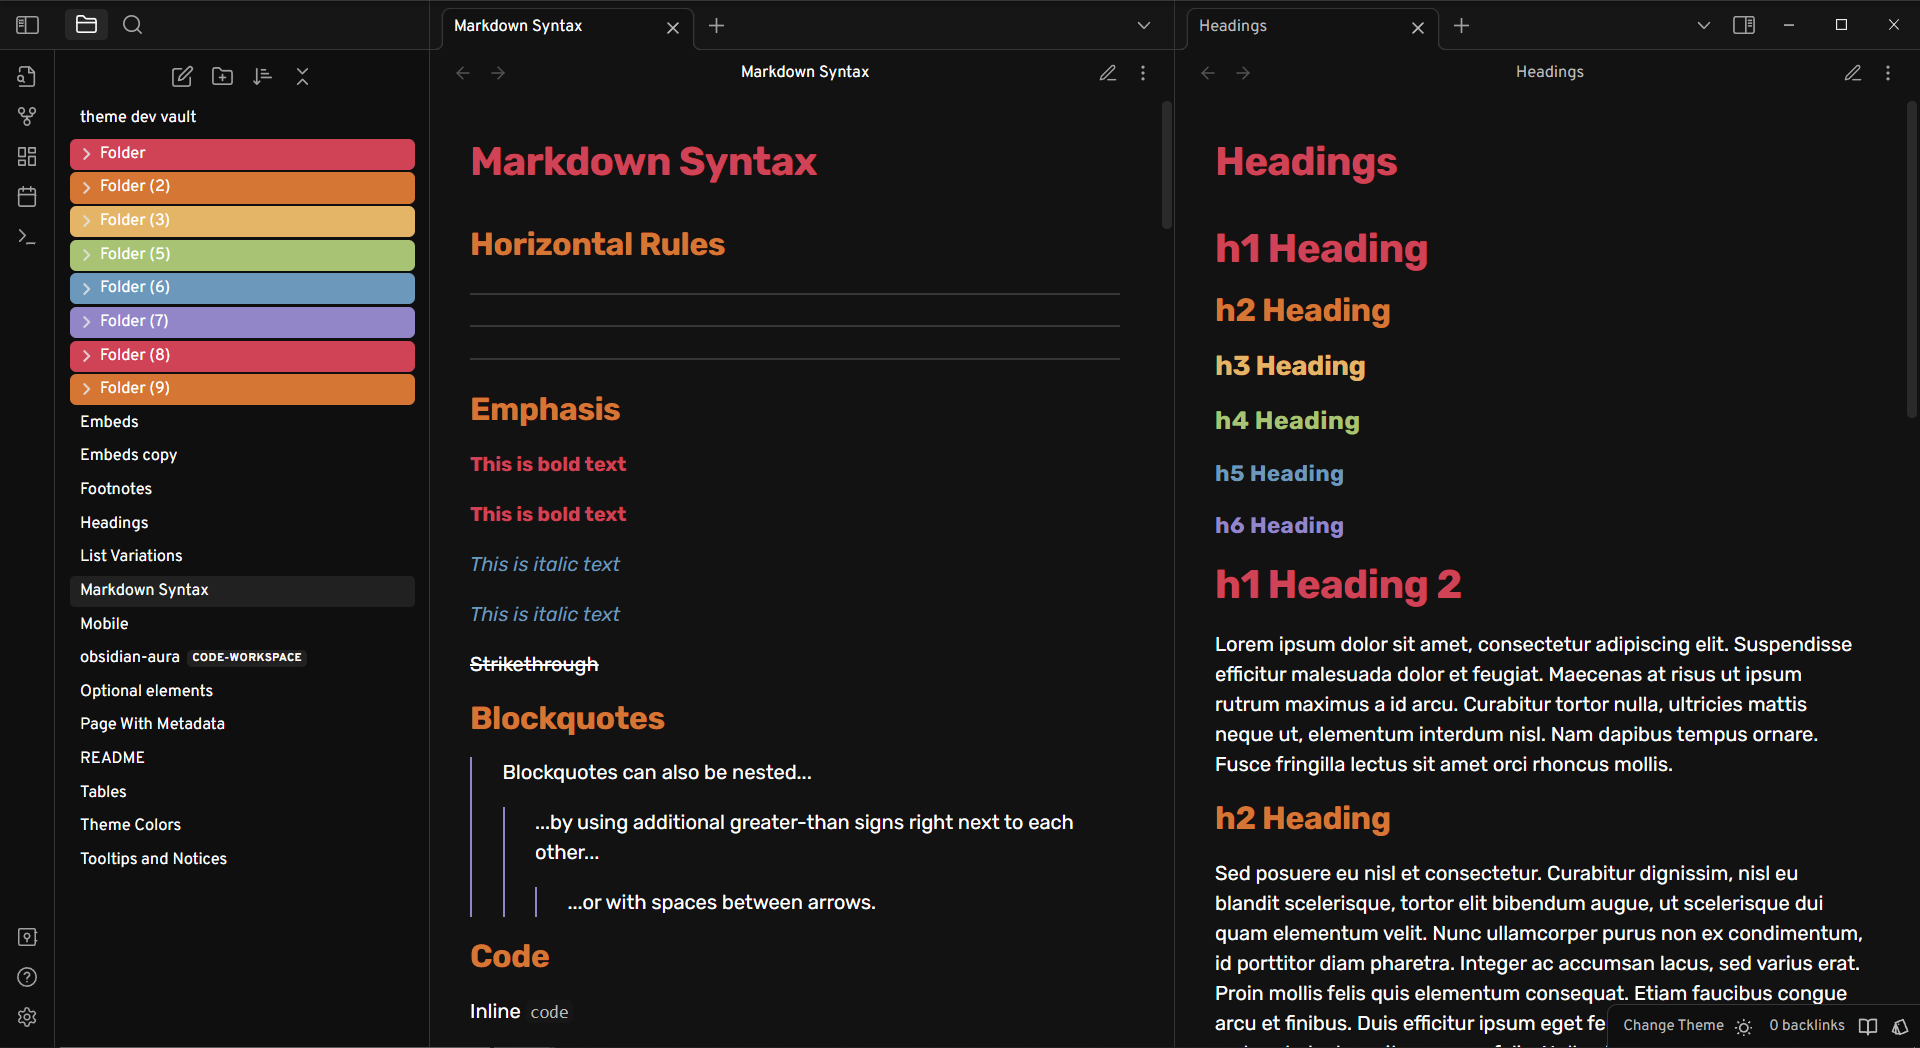 Markdown Syntax
Headings
theme dev vault
Folder
Folder (2)
Folder (3)
Folder (5)
Folder (6)
Folder (7)
Folder (8)
Folder (9)
Embeds
Embeds copy
Footnotes
Headings
List Variations
Markdown Syntax
Mobile
obsidian-aura CODE-WORKSPACE
Optional elements
Page With Metadata
README
Tables
Theme Colors
Tooltips and Notices
Markdown Syntax
Markdown Syntax
Horizontal Rules
Emphasis
This is bold text
This is bold text
This is italic text
This is italic text
Strikethrough
Blockquotes
Blockquotes can also be nested...
...by using additional greater-than signs right next to each
other...
...or with spaces between arrows.
Code
Inline code
Headings
Headings
h1 Heading
h2 Heading
h3 Heading
h4 Heading
h5 Heading
h6 Heading
h1 Heading 2
Lorem ipsum dolor sit amet, consectetur adipiscing elit. Suspendisse
efficitur malesuada dolor et feugiat. Maecenas at risus ut ipsum
rutrum maximus a id arcu. Curabitur tortor nulla, ultricies mattis
neque ut, elementum interdum nisl. Nam dapibus tempus ornare.
Fusce fringilla lectus sit amet orci rhoncus mollis.
h2 Heading
Sed posuere eu nisl et consectetur. Curabitur dignissim, nisl eu
blandit scelerisque, tortor elit bibendum augue, ut scelerisque dui
quam elementum velit. Nunc ullamcorper purus non ex condimentum,
id porttitor diam pharetra. Integer ac accumsan lacus, sed varius erat.
Proin mollis felis quis elementum consequat. Etiam faucibus congue
arcu et finibus. Duis efficitur ipsum eget fe
Change Theme 0 backlinks